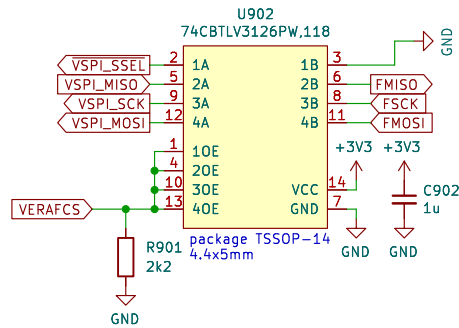 U902
74CBTLV3126PW,118
VSPI_SSEL 2 1A 1B 3 GND
VSPI_MISO 5 2A 2B 6 FMISO
VSPI_SCK 9 3A 3B 8 FSCK
VSPI_MOSI 12 4A 4B 11 FMOSI
1 1OE +3V3 +3V3
4 2OE
10 3OE VCC 14 C902
VERAFCS 13 4OE GND 7 1u
package TSSOP-14
4.4x5mm
GND GND
R901
2k2
GND